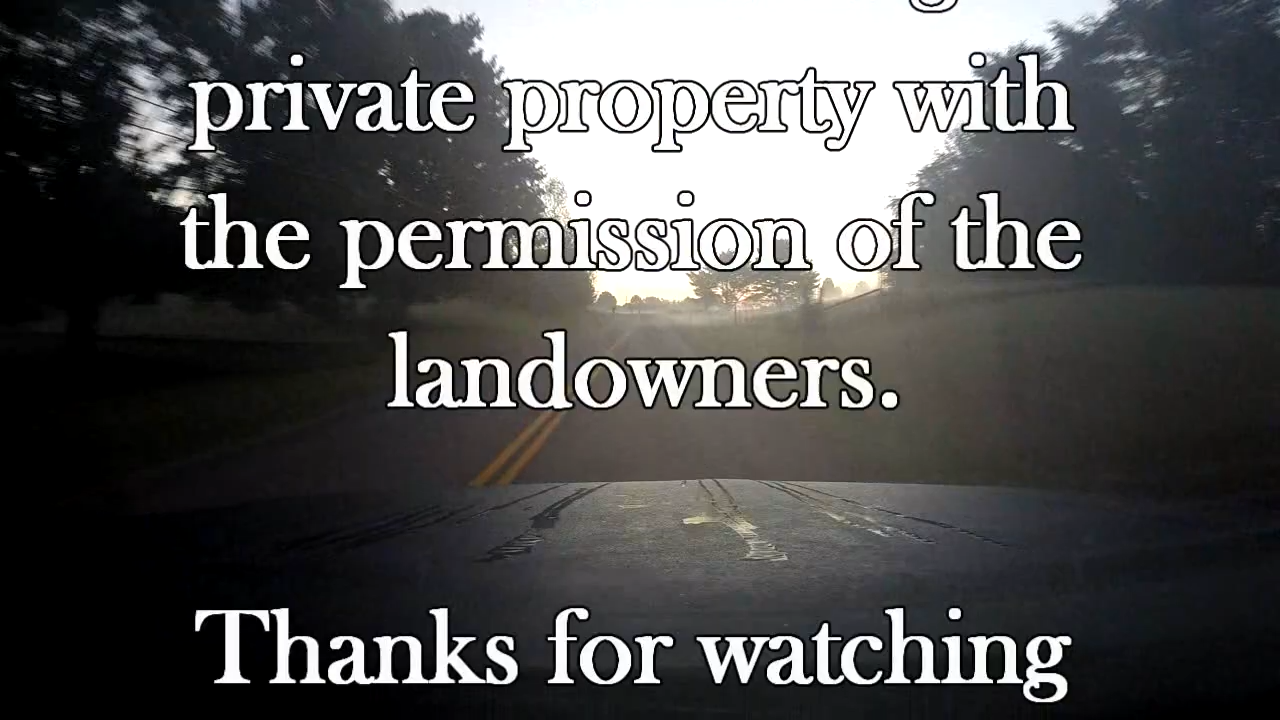 private property with
the permission of the
landowners.
Thanks for watching